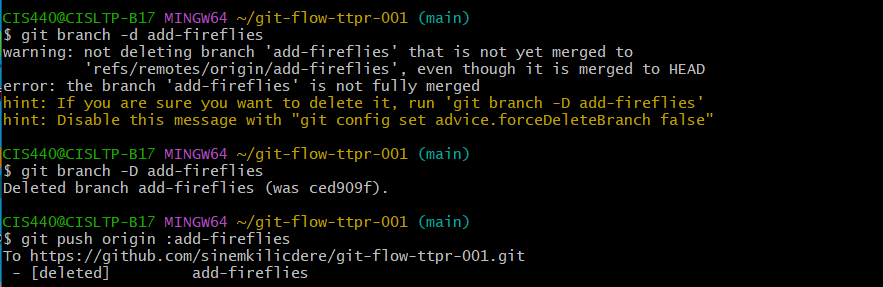 CIS440@CISLTP-B17 MINGW64 ~/git-flow-ttpr-001 (main)
$ git branch -d add-fireflies
warning: not deleting branch 'add-fireflies' that is not yet merged to
         'refs/remotes/origin/add-fireflies', even though it is merged to HEAD
error: the branch 'add-fireflies' is not fully merged
hint: If you are sure you want to delete it, run 'git branch -D add-fireflies'
hint: Disable this message with "git config set advice.forceDeleteBranch false"
CIS440@CISLTP-B17 MINGW64 ~/git-flow-ttpr-001 (main)
$ git branch -D add-fireflies
Deleted branch add-fireflies (was ced909f).
CIS440@CISLTP-B17 MINGW64 ~/git-flow-ttpr-001 (main)
$ git push origin :add-fireflies
To https://github.com/sinemkilicdere/git-flow-ttpr-001.git
 - [deleted]         add-fireflies